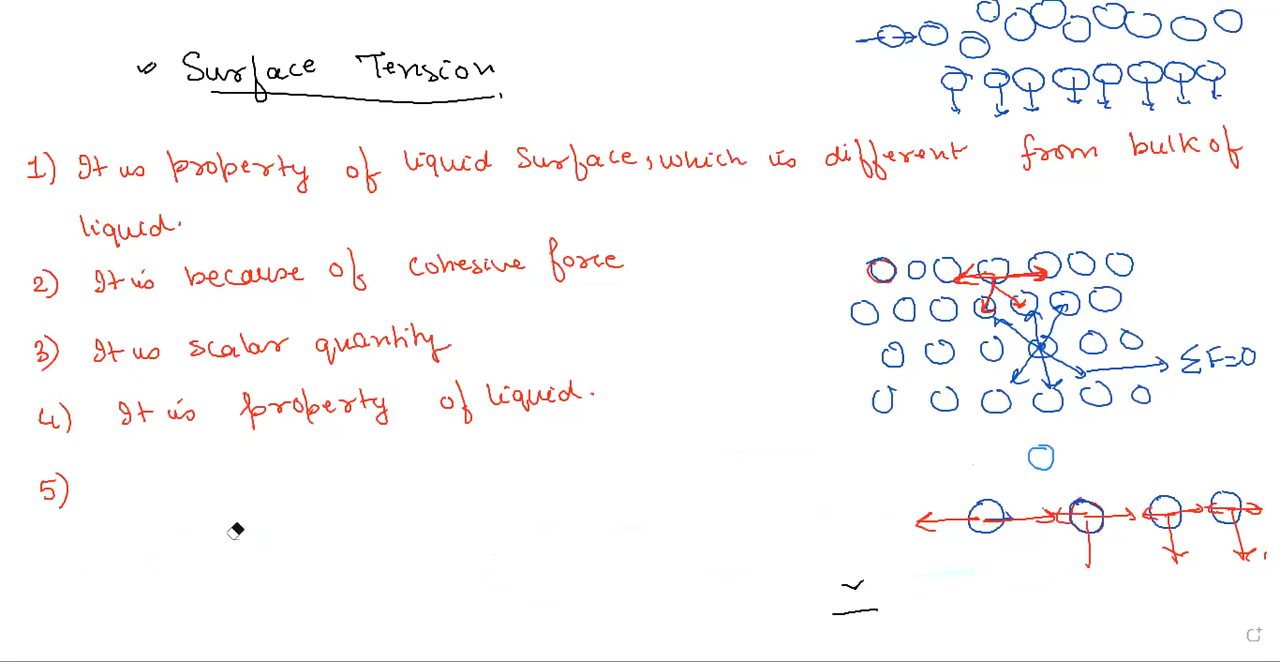 Surface Tension
1) It is property of liquid surface, which is different from bulk of
liquid.
2) It is because of cohesive force
3) It is scalar quantity
ΣF=0
4) It is property of liquid.
5)